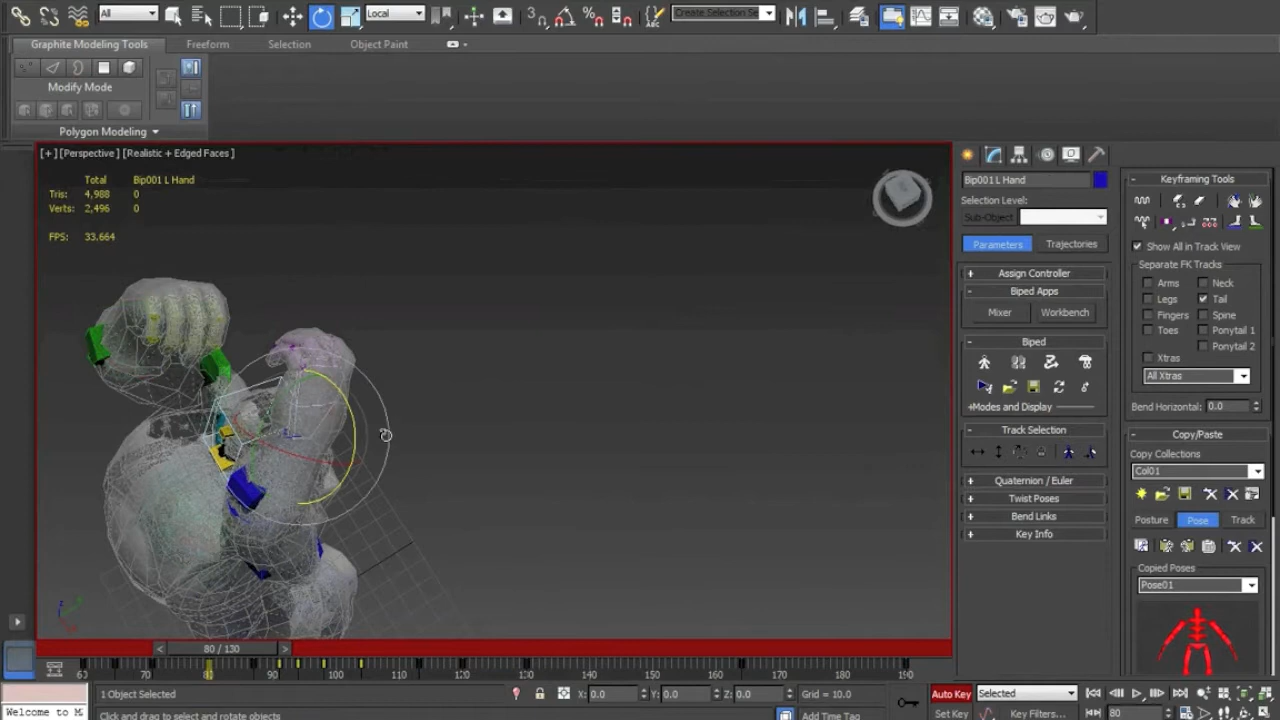 All
Local
Create Selection Se
Graphite Modeling Tools
Freeform
Selection
Object Paint
Modify Mode
Polygon Modeling
[+] [Perspective] [Realistic + Edged Faces]
Total Bip001 L Hand
Tris: 4,988 0
Verts: 2,496 0
FPS: 33.664
Bip001 L Hand
Selection Level:
Sub-Object
Parameters
Trajectories
+ Assign Controller
- Biped Apps
Mixer
Workbench
- Biped
+Modes and Display
- Track Selection
+ Quaternion / Euler
+ Twist Poses
+ Bend Links
+ Key Info
- Keyframing Tools
Show All in Track View
Separate FK Tracks
Arms Neck
Legs Tail
Fingers Spine
Toes Ponytail 1
Ponytail 2
Xtras
All Xtras
Bend Horizontal: 0.0
- Copy/Paste
Copy Collections
Col01
Posture
Pose
Track
Copied Poses
Pose01
< 80 / 130 >
70 80 90 100 110 120 130 140 150 160 170 180 190
1 Object Selected
X: 0.0 Y: 0.0 Z: 0.0 Grid = 10.0
Auto Key
Selected
Welcome to M
Click and drag to select and rotate objects
Add Time Tag
Set Key
Key Filters...
80